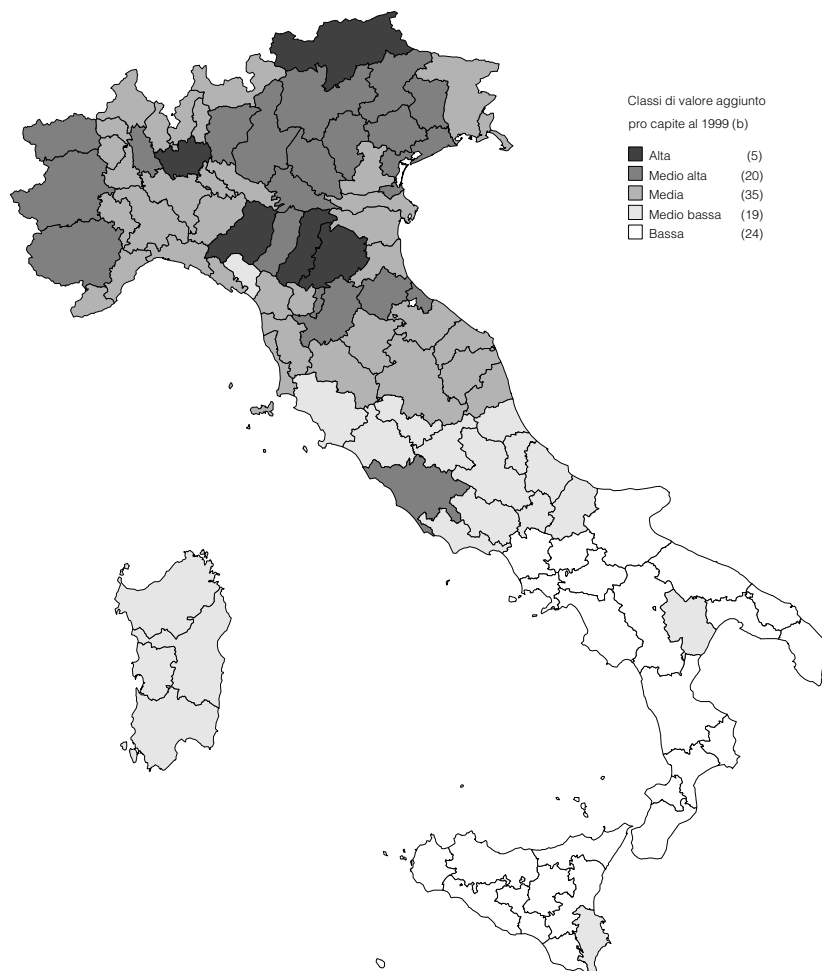 Classi di valore aggiunto
pro capite al 1999 (b)
Alta (5)
Medio alta (20)
Media (35)
Medio bassa (19)
Bassa (24)